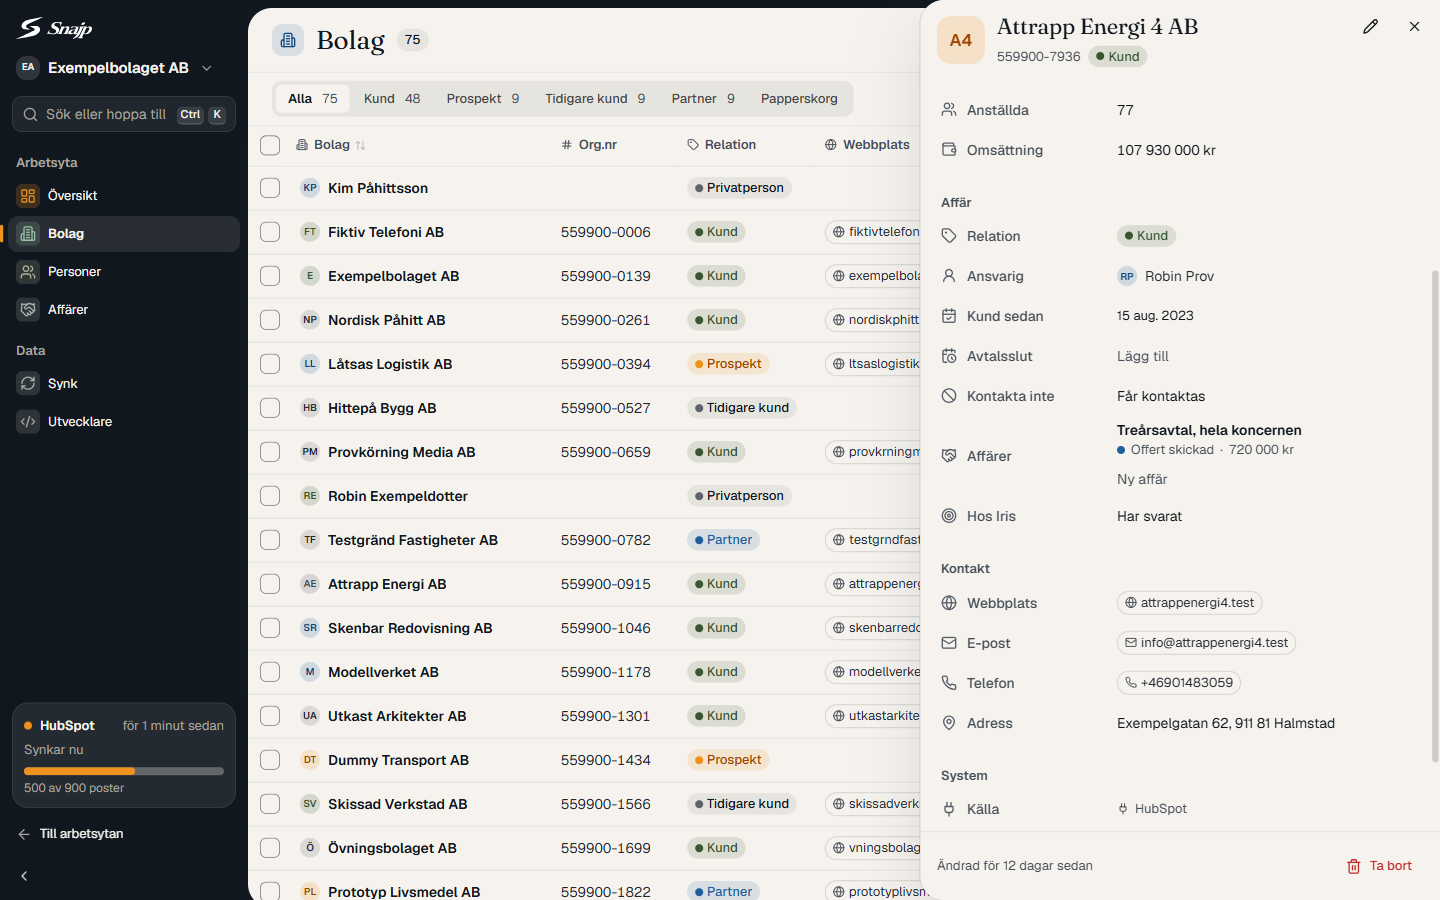 Snajp
EA Exempelbolaget AB
Sök eller hoppa till Ctrl K
Arbetsyta
Översikt
Bolag
Personer
Affärer
Data
Synk
Utvecklare
HubSpot för 1 minut sedan
Synkar nu
500 av 900 poster
Till arbetsytan
Bolag 75
Alla 75 Kund 48 Prospekt 9 Tidigare kund 9 Partner 9 Papperskorg
Bolag # Org.nr Relation Webbplats
KP Kim Påhittsson Privatperson
FT Fiktiv Telefoni AB 559900-0006 Kund fiktivtelefon
E Exempelbolaget AB 559900-0139 Kund exempelbola
NP Nordisk Påhitt AB 559900-0261 Kund nordiskphitt
LL Låtsas Logistik AB 559900-0394 Prospekt ltsaslogistik
HB Hittepå Bygg AB 559900-0527 Tidigare kund
PM Provkörning Media AB 559900-0659 Kund provkrningm
RE Robin Exempeldotter Privatperson
TF Testgränd Fastigheter AB 559900-0782 Partner testgrndfast
AE Attrapp Energi AB 559900-0915 Kund attrappenerg
SR Skenbar Redovisning AB 559900-1046 Kund skenbarredo
M Modellverket AB 559900-1178 Kund modellverke
UA Utkast Arkitekter AB 559900-1301 Kund utkastarkite
DT Dummy Transport AB 559900-1434 Prospekt
SV Skissad Verkstad AB 559900-1566 Tidigare kund skissadverk
Ö Övningsbolaget AB 559900-1699 Kund vningsbolag
PL Prototyp Livsmedel AB 559900-1822 Partner prototyplivsm
A4 Attrapp Energi 4 AB
559900-7936 Kund
Anställda 77
Omsättning 107 930 000 kr
Affär
Relation Kund
Ansvarig RP Robin Prov
Kund sedan 15 aug. 2023
Avtalsslut Lägg till
Kontakta inte Får kontaktas
Affärer Treårsavtal, hela koncernen
Offert skickad · 720 000 kr
Ny affär
Hos Iris Har svarat
Kontakt
Webbplats attrappenergi4.test
E-post info@attrappenergi4.test
Telefon +46901483059
Adress Exempelgatan 62, 911 81 Halmstad
System
Källa HubSpot
Ändrad för 12 dagar sedan Ta bort